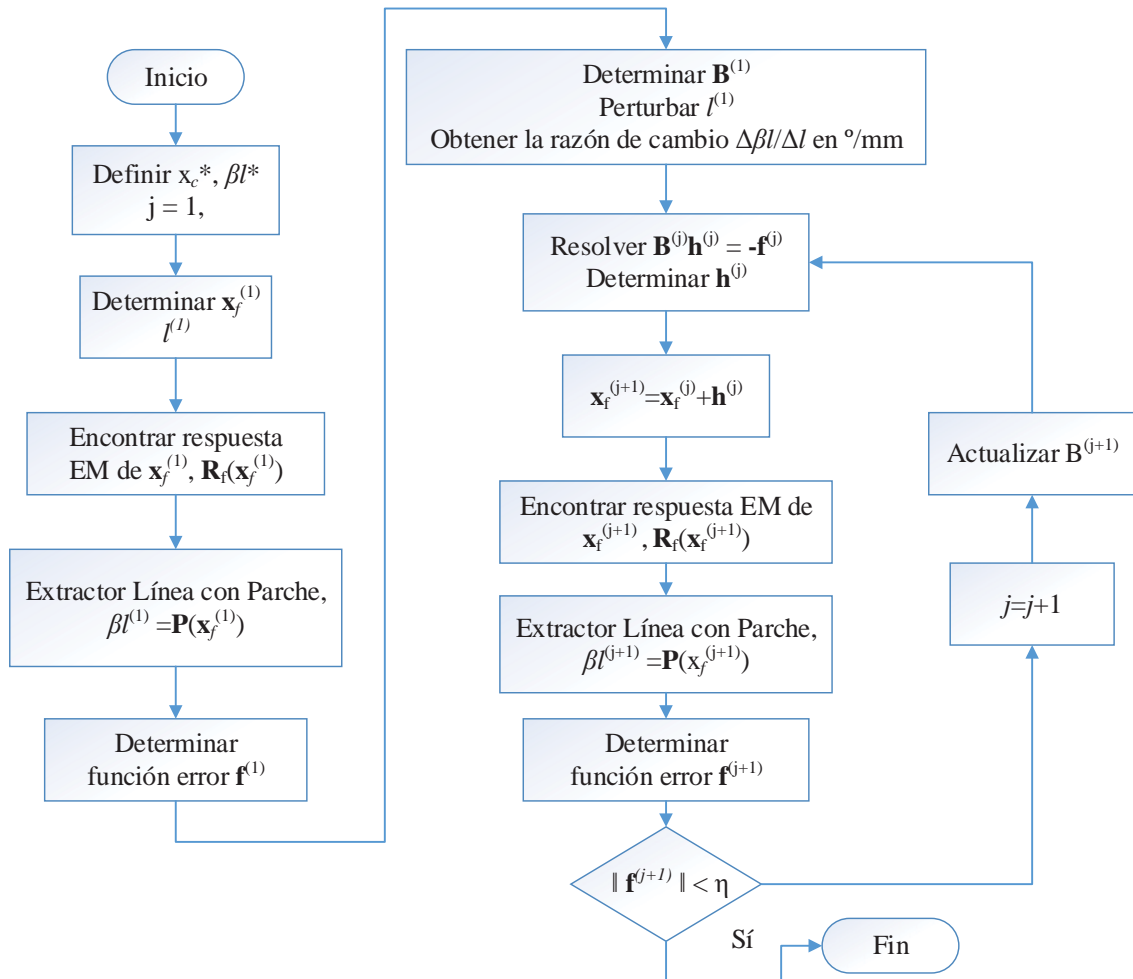 Inicio
Definir x_c*, βl*
j = 1,
Determinar x_f^(1)
l^(1)
Encontrar respuesta
EM de x_f^(1), R_f(x_f^(1))
Extractor Línea con Parche,
βl^(1) =P(x_f^(1))
Determinar
función error f^(1)
Determinar B^(1)
Perturbar l^(1)
Obtener la razón de cambio Δβl/Δl en º/mm
Resolver B^(j)h^(j) = -f^(j)
Determinar h^(j)
x_f^(j+1)=x_f^(j)+h^(j)
Encontrar respuesta EM de
x_f^(j+1), R_f(x_f^(j+1))
Extractor Línea con Parche,
βl^(j+1) =P(x_f^(j+1))
Determinar
función error f^(j+1)
‖ f^(j+1) ‖ < η
Sí
Fin
j=j+1
Actualizar B^(j+1)